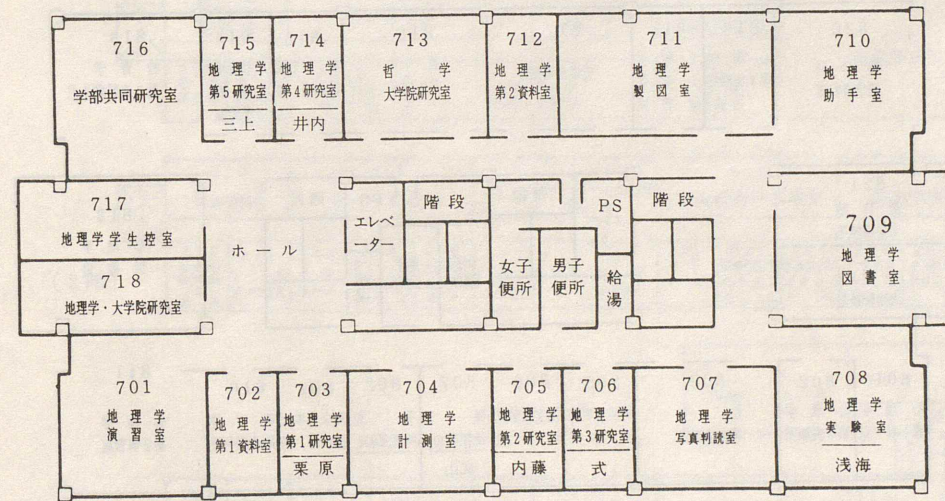 716
学部共同研究室
715
地理学
第5研究室
三上
714
地理学
第4研究室
井内
713
哲学
大学院研究室
712
地理学
第2資料室
711
地理学
製図室
710
地理学
助手室
717
地理学学生控室
718
地理学・大学院研究室
ホール
エレベ
ーター
階段
女子
便所
男子
便所
PS
給
湯
階段
709
地理学
図書室
701
地理学
演習室
702
地理学
第1資料室
703
地理学
第1研究室
栗原
704
地理学
計測室
705
地理学
第2研究室
内藤
706
地理学
第3研究室
式
707
地理学
写真判読室
708
地理学
実験室
浅海